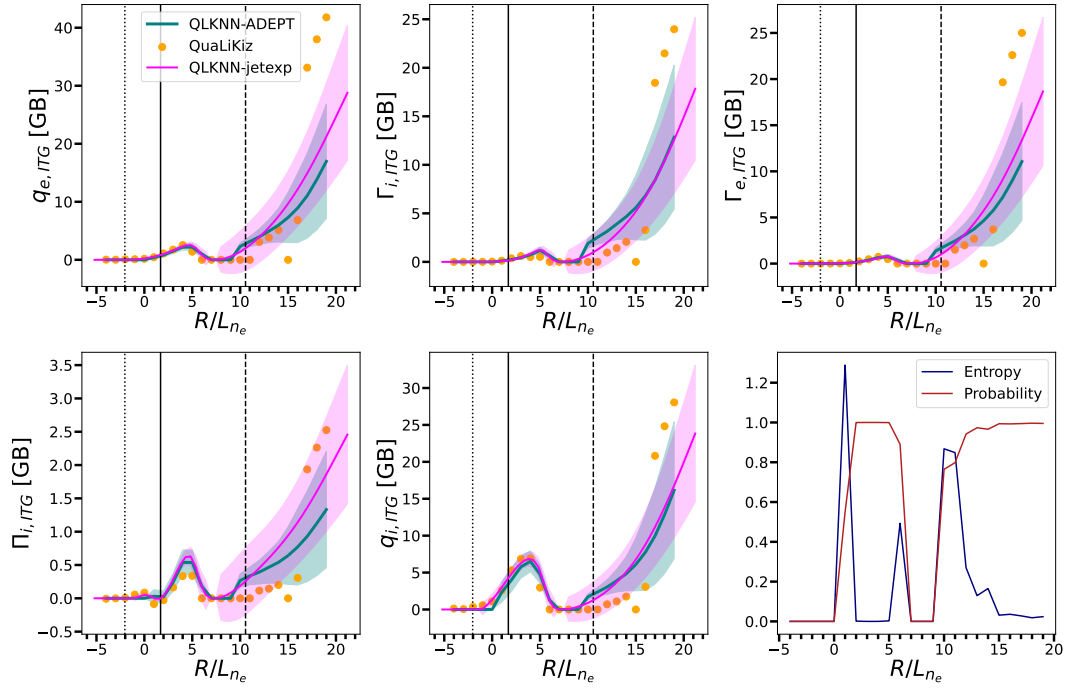 q_{e,ITG} [GB]
40
30
20
10
0
QLKNN-ADEPT
QuaLiKiz
QLKNN-jetexp
−5 0 5 10 15 20
R/L_{n_e}
Γ_{i,ITG} [GB]
25
20
15
10
5
0
−5 0 5 10 15 20
R/L_{n_e}
Γ_{e,ITG} [GB]
25
20
15
10
5
0
−5 0 5 10 15 20
R/L_{n_e}
Π_{i,ITG} [GB]
3.5
3.0
2.5
2.0
1.5
1.0
0.5
0.0
−0.5
−5 0 5 10 15 20
R/L_{n_e}
q_{i,ITG} [GB]
30
20
10
0
−5 0 5 10 15 20
R/L_{n_e}
1.2
1.0
0.8
0.6
0.4
0.2
0.0
Entropy
Probability
−5 0 5 10 15 20
R/L_{n_e}